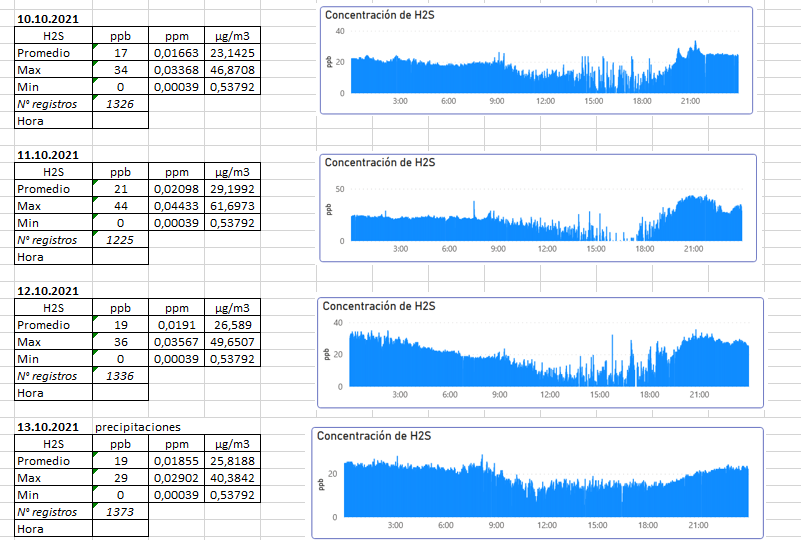 10.10.2021
H2S ppb ppm µg/m3
Promedio 17 0,01663 23,1425
Max 34 0,03368 46,8708
Min 0 0,00039 0,53792
N° registros 1326
Hora
Concentración de H2S
40
20
0
ppb
3:00 6:00 9:00 12:00 15:00 18:00 21:00
11.10.2021
H2S ppb ppm µg/m3
Promedio 21 0,02098 29,1992
Max 44 0,04433 61,6973
Min 0 0,00039 0,53792
N° registros 1225
Hora
Concentración de H2S
50
0
ppb
3:00 6:00 9:00 12:00 15:00 18:00 21:00
12.10.2021
H2S ppb ppm µg/m3
Promedio 19 0,0191 26,589
Max 36 0,03567 49,6507
Min 0 0,00039 0,53792
N° registros 1336
Hora
Concentración de H2S
40
20
0
ppb
3:00 6:00 9:00 12:00 15:00 18:00 21:00
13.10.2021 precipitaciones
H2S ppb ppm µg/m3
Promedio 19 0,01855 25,8188
Max 29 0,02902 40,3842
Min 0 0,00039 0,53792
N° registros 1373
Hora
Concentración de H2S
20
0
ppb
3:00 6:00 9:00 12:00 15:00 18:00 21:00